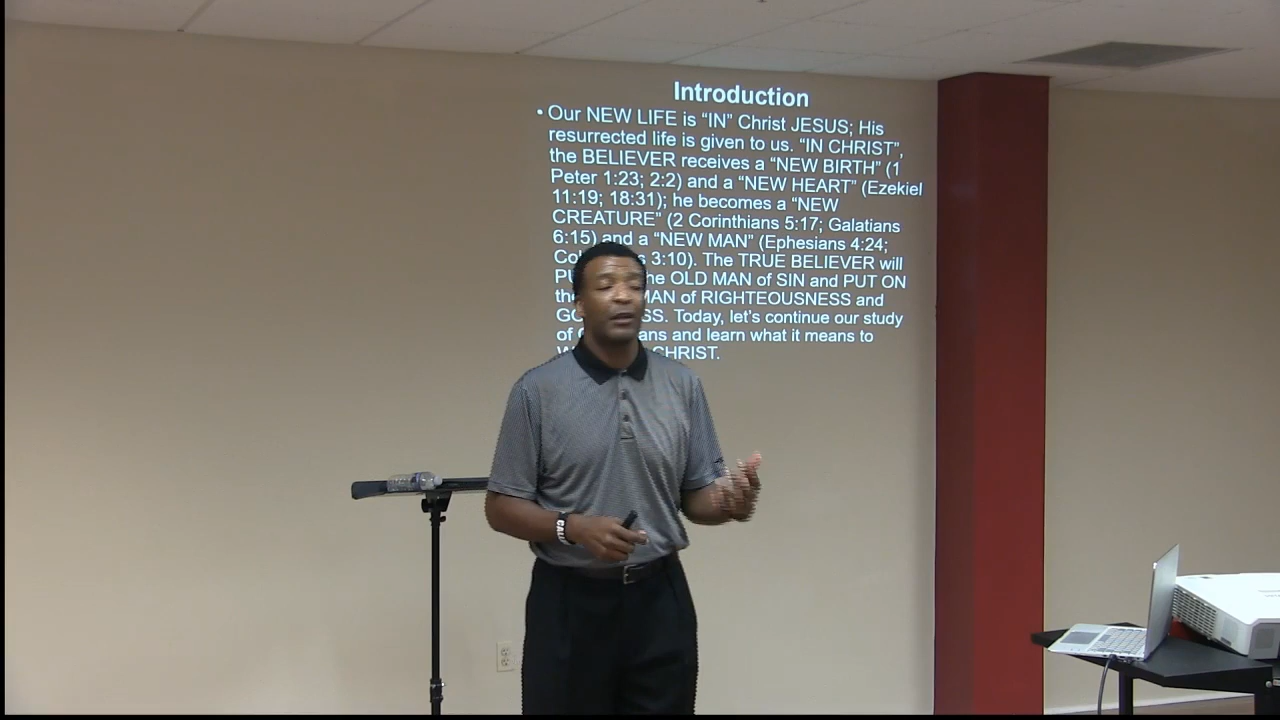 Introduction
• Our NEW LIFE is “IN” Christ JESUS; His
resurrected life is given to us. “IN CHRIST”,
the BELIEVER receives a “NEW BIRTH” (1
Peter 1:23; 2:2) and a “NEW HEART” (Ezekiel
11:19; 18:31); he becomes a “NEW
CREATURE” (2 Corinthians 5:17; Galatians
6:15) and a “NEW MAN” (Ephesians 4:24;
3:10). The TRUE BELIEVER will
OLD MAN of SIN and PUT ON
MAN of RIGHTEOUSNESS and
Today, let's continue our study
of and learn what it means to
CHRIST.